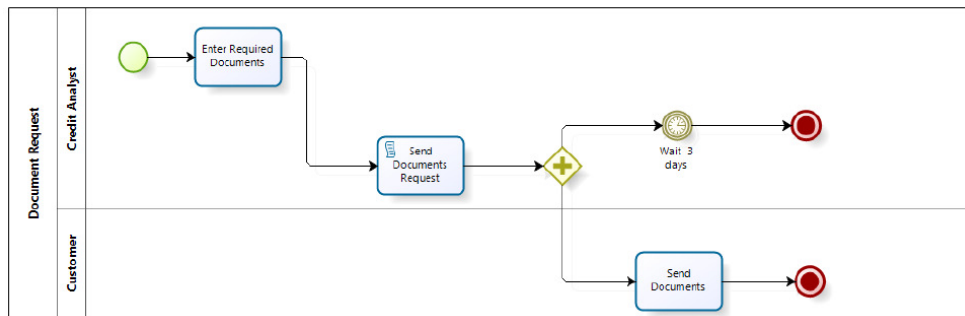 Document Request
Credit Analyst
Enter Required
Documents
Send
Documents
Request
Wait 3
days
Customer
Send
Documents